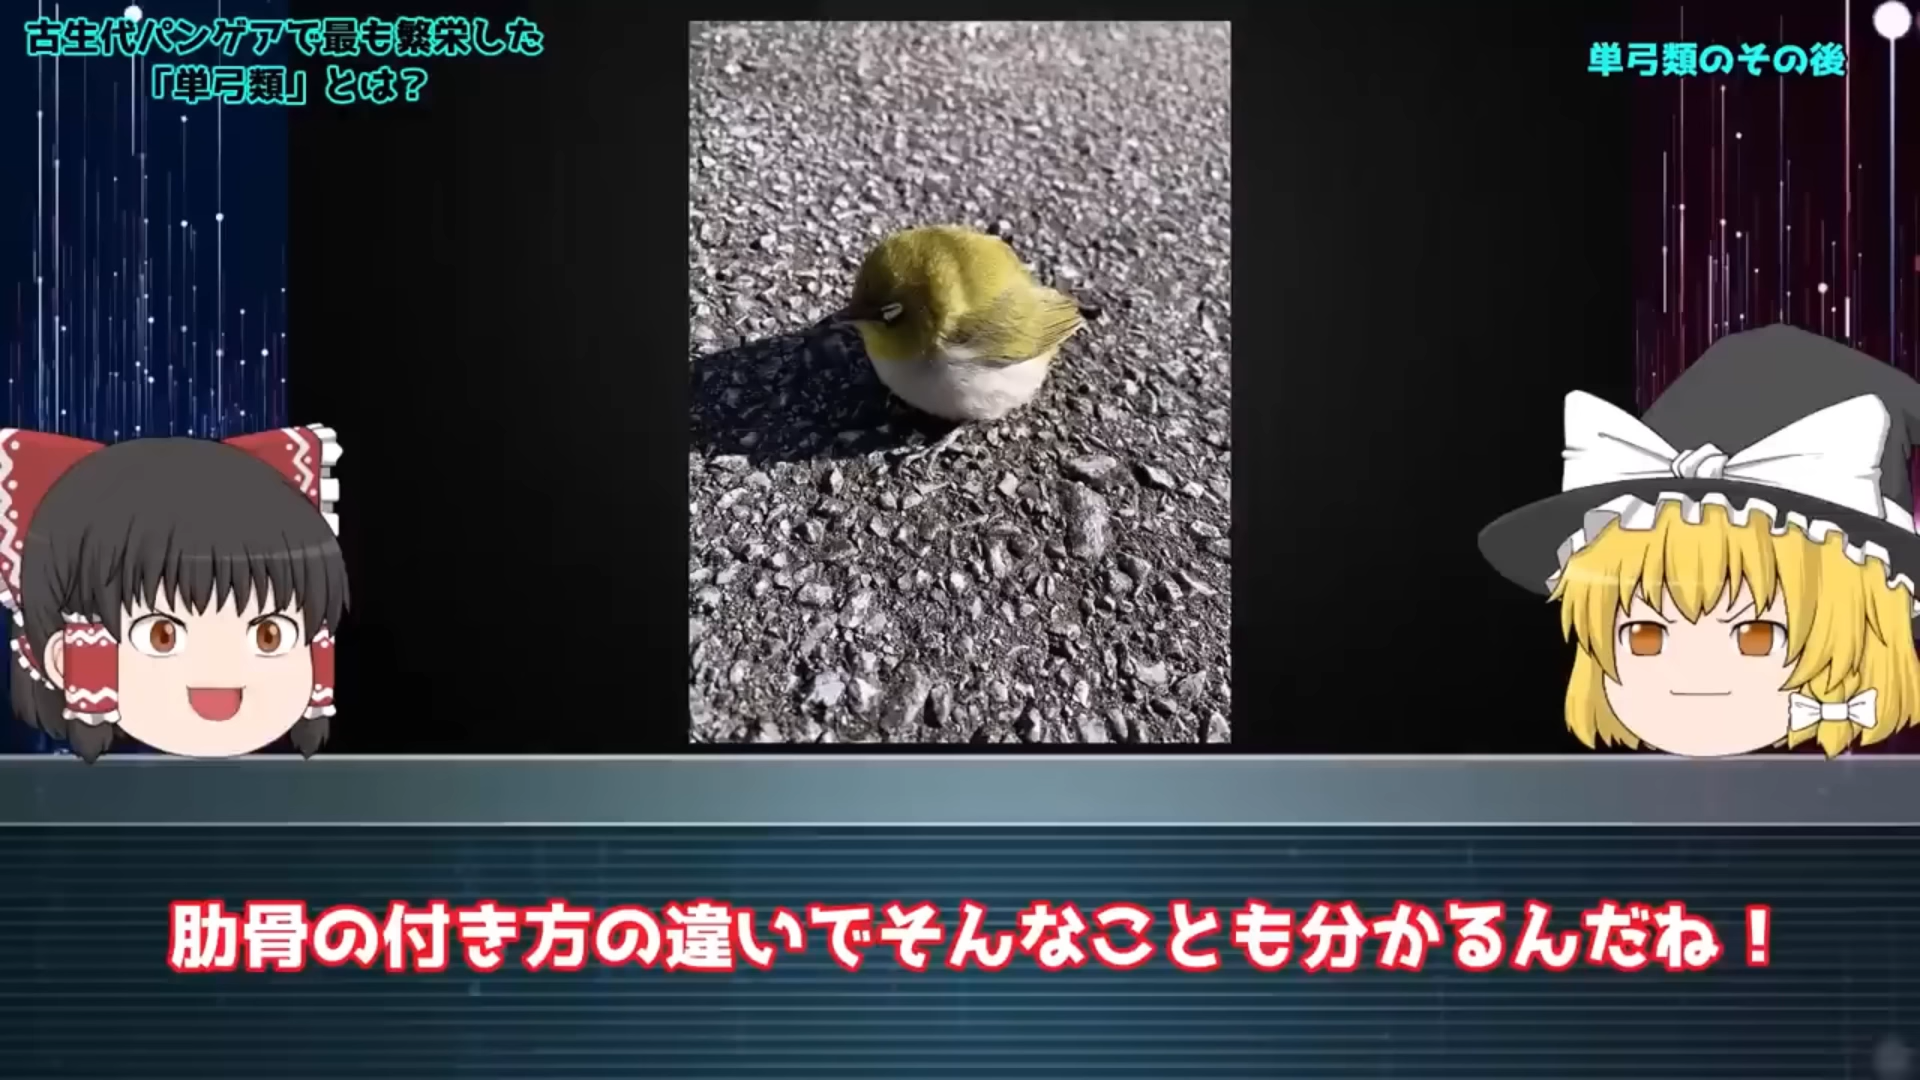 古生代パンゲアで最も繁栄した
「単弓類」とは？
単弓類のその後
肋骨の付き方の違いでそんなことも分かるんだね！